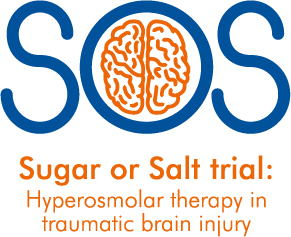 SOS
Sugar or Salt trial:
Hyperosmolar therapy in
traumatic brain injury